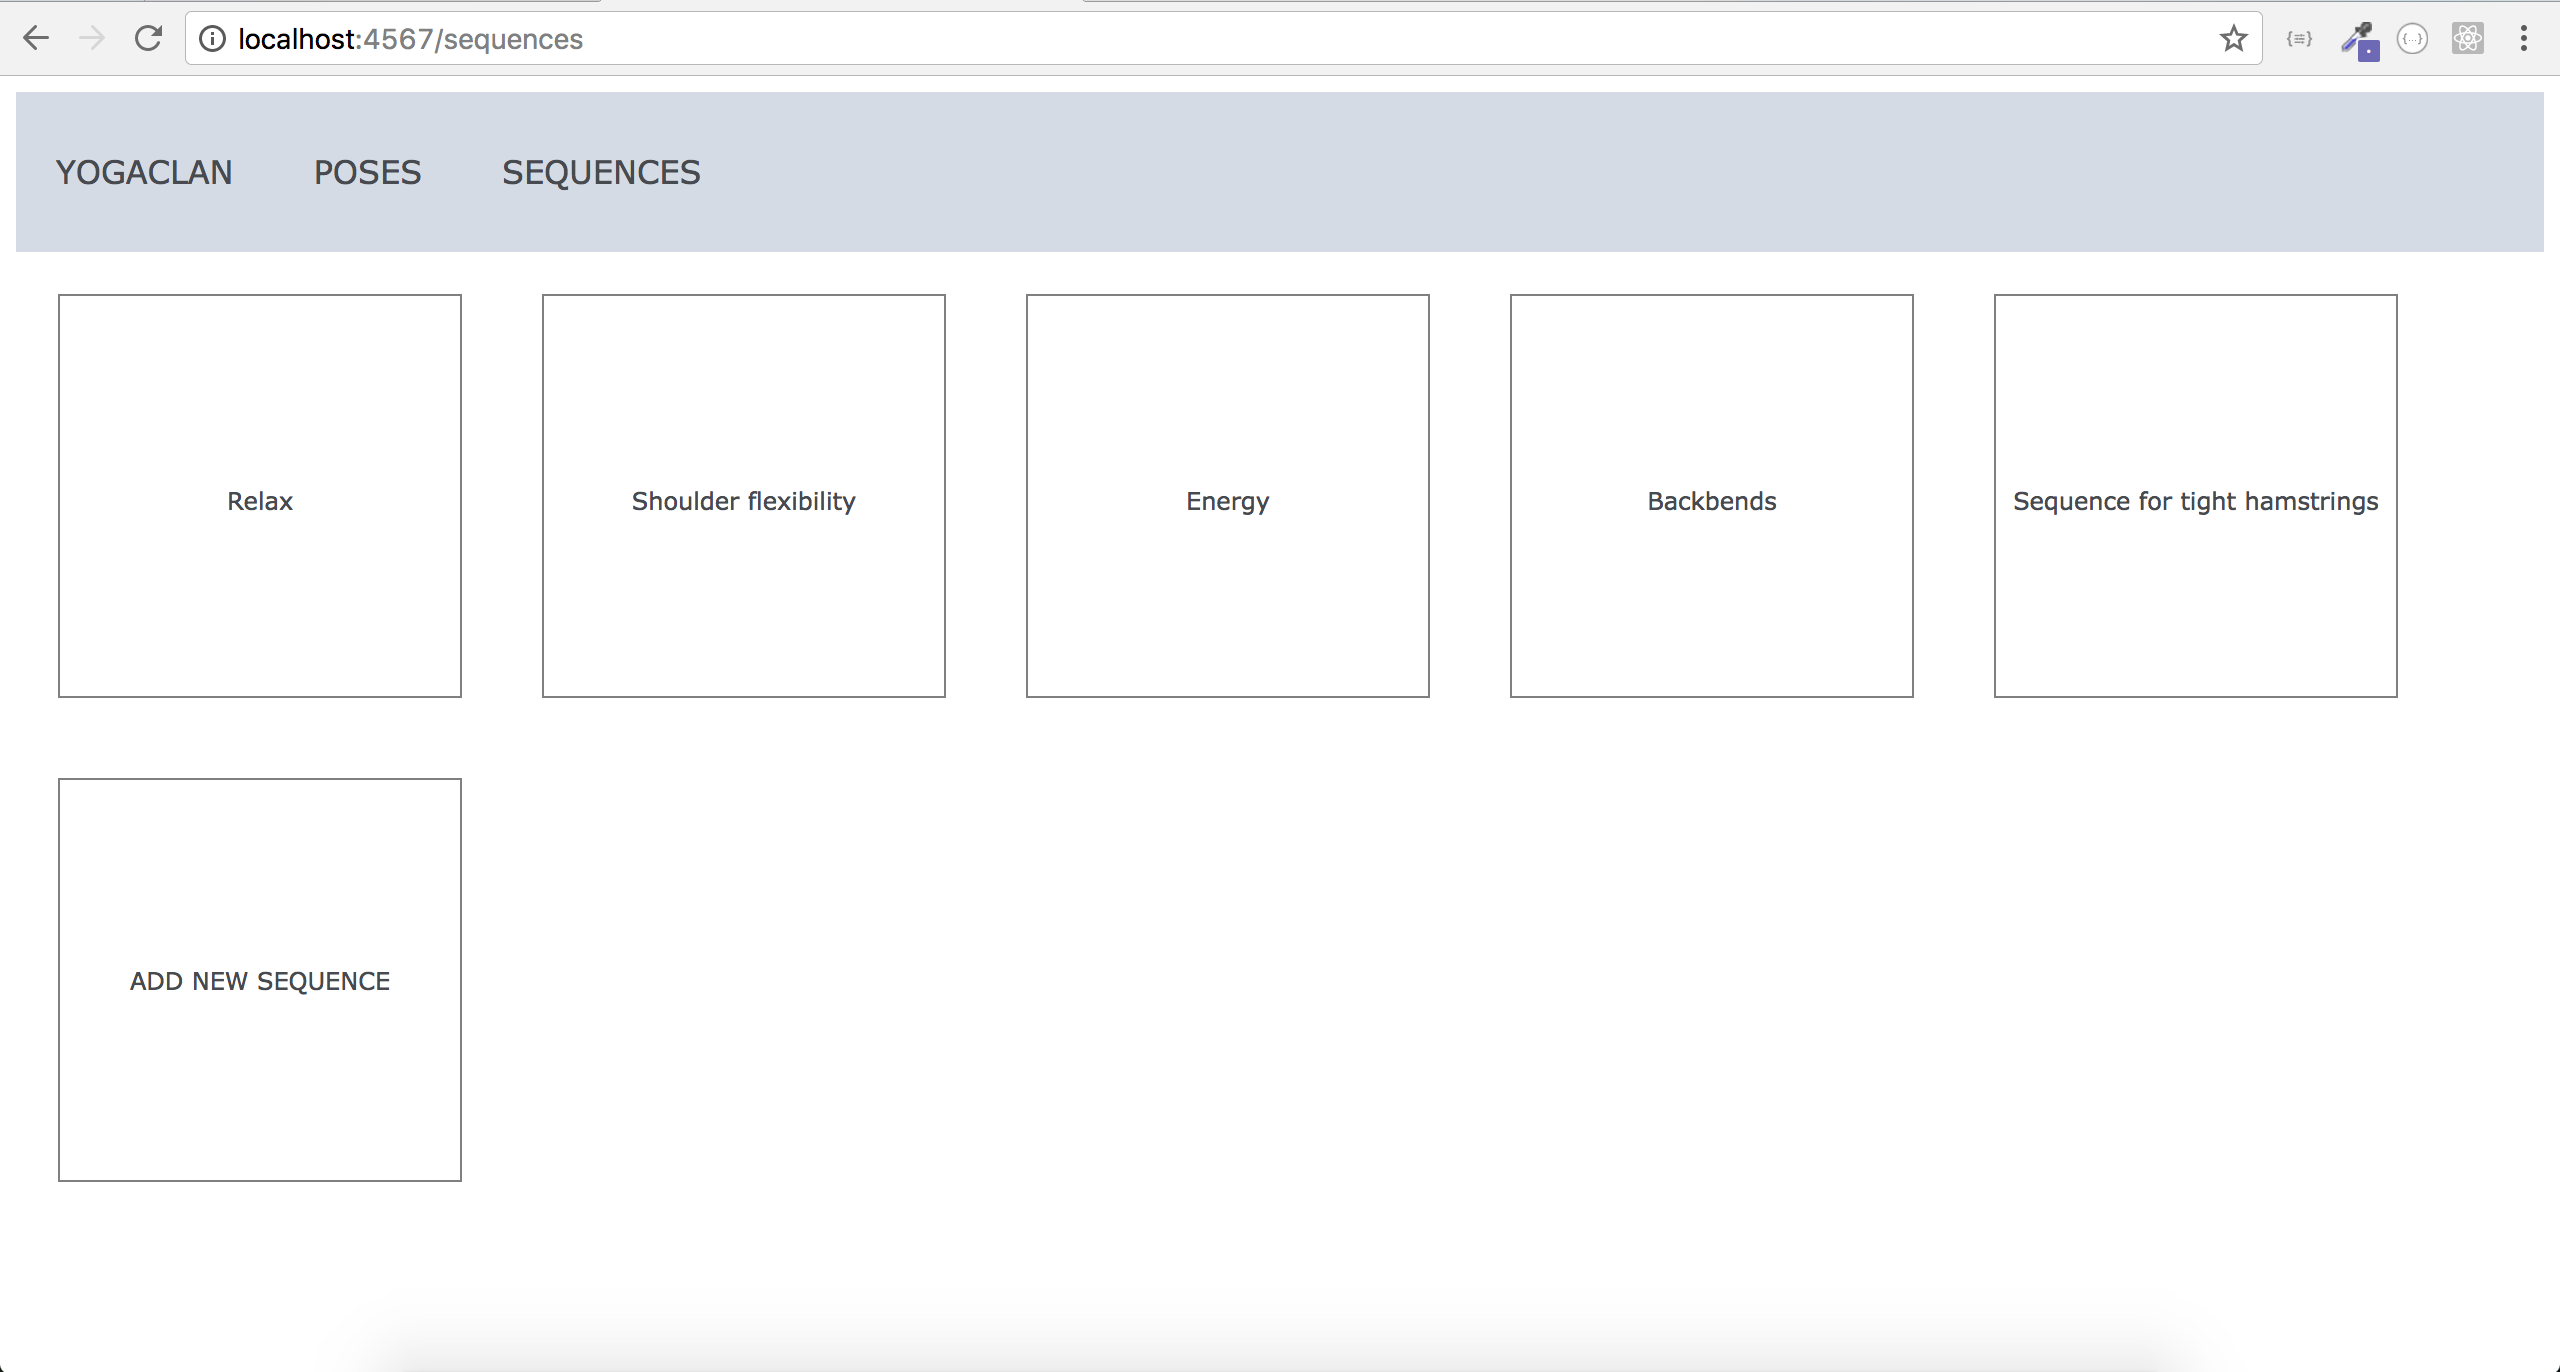 localhost:4567/sequences
YOGACLAN POSES SEQUENCES
Relax Shoulder flexibility Energy Backbends Sequence for tight hamstrings
ADD NEW SEQUENCE